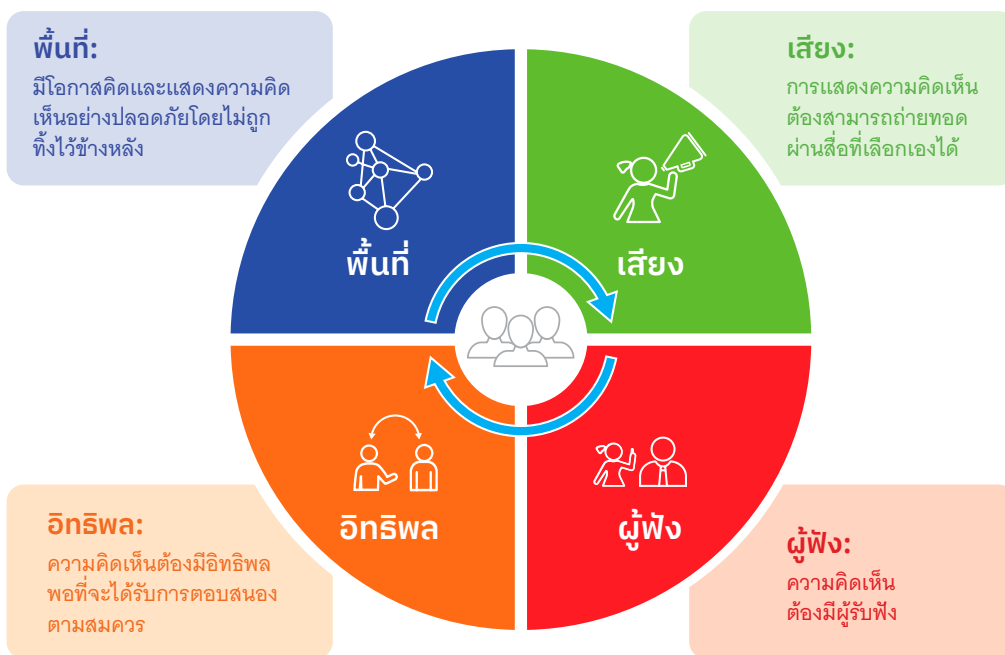 พื้นที่:
มีโอกาสคิดและแสดงความคิด
เห็นอย่างปลอดภัยโดยไม่ถูก
ทิ้งไว้ข้างหลัง
เสียง:
การแสดงความคิดเห็น
ต้องสามารถถ่ายทอด
ผ่านสื่อที่เลือกเองได้
พื้นที่
เสียง
อิทธิพล
ผู้ฟัง
อิทธิพล:
ความคิดเห็นต้องมีอิทธิพล
พอที่จะได้รับการตอบสนอง
ตามสมควร
ผู้ฟัง:
ความคิดเห็น
ต้องมีผู้รับฟัง